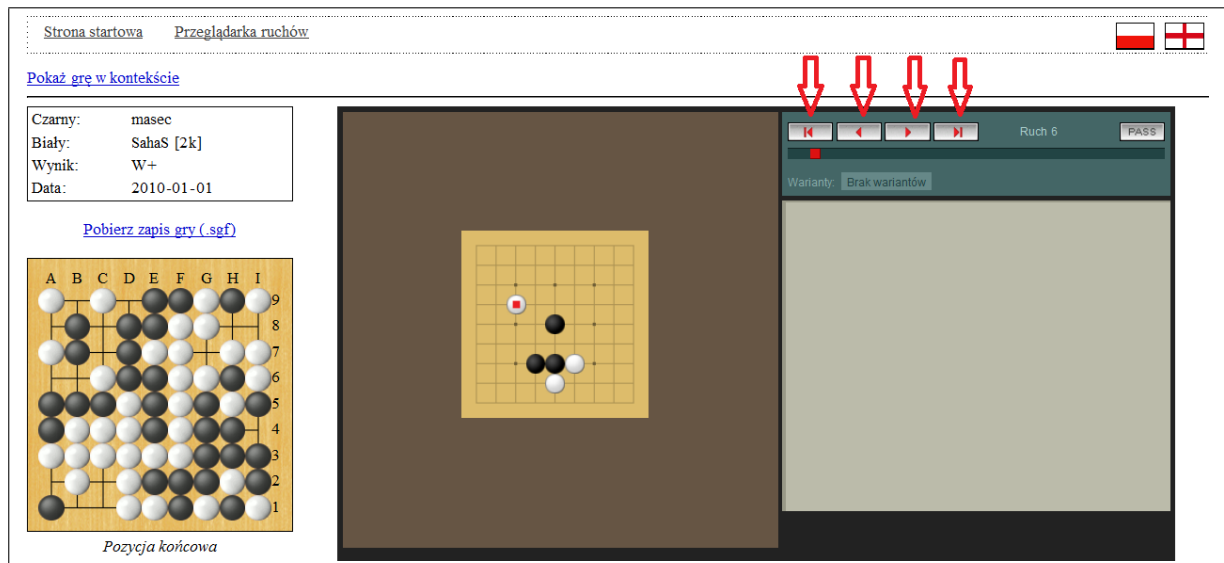 Strona startowa Przeglądarka ruchów
Pokaż grę w kontekście
Czarny: masec
Biały: SahaS [2k]
Wynik: W+
Data: 2010-01-01
Pobierz zapis gry (.sgf)
A B C D E F G H I
9
8
7
6
5
4
3
2
1
Pozycja końcowa
Ruch 6 PASS
Warianty: Brak wariantów